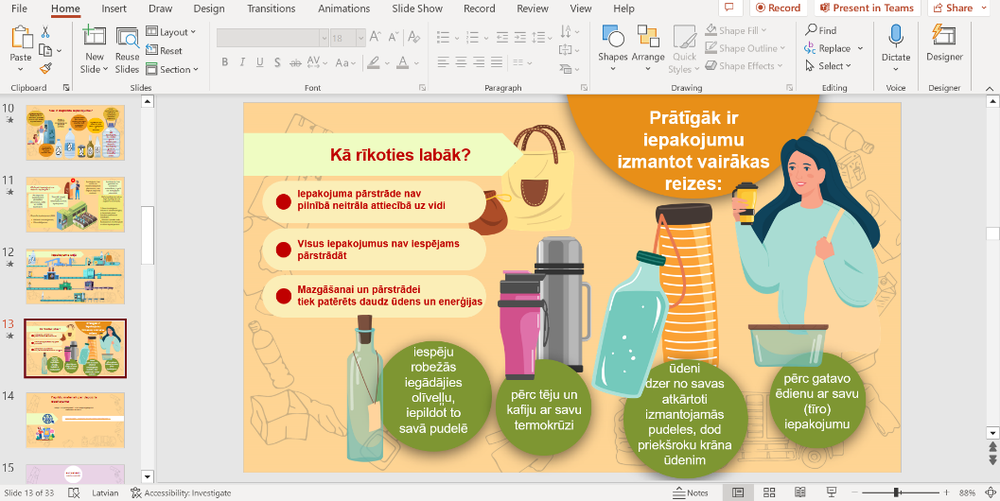 File Home Insert Draw Design Transitions Animations Slide Show Record Review View Help Record Present in Teams Share
Paste
New Slide
Reuse Slides
Layout
Reset
Section
18
Shapes
Arrange
Quick Styles
Shape Fill
Shape Outline
Shape Effects
Find
Replace
Select
Dictate
Designer
Clipboard Slides Font Paragraph Drawing Editing Voice Designer
10
11
12
13
14
15
Kā rīkoties labāk?
Iepakojuma pārstrāde nav
pilnībā neitrāla attiecībā uz vidi
Visus iepakojumus nav iespējams
pārstrādāt
Mazgāšanai un pārstrādei
tiek patērēts daudz ūdens un enerģijas
Prātīgāk ir
iepakojumu
izmantot vairākas
reizes:
iespēju
robežās
iegādājies
olīveļļu,
iepildot to
savā pudelē
pērc tēju un
kafiju ar savu
termokrūzi
ūdeni
dzer no savas
atkārtoti
izmantojamās
pudeles, dod
priekšroku krāna
ūdenim
pērc gatavo
ēdienu ar savu
(tīro)
iepakojumu
Slide 13 of 33 Latvian Accessibility: Investigate Notes 88%